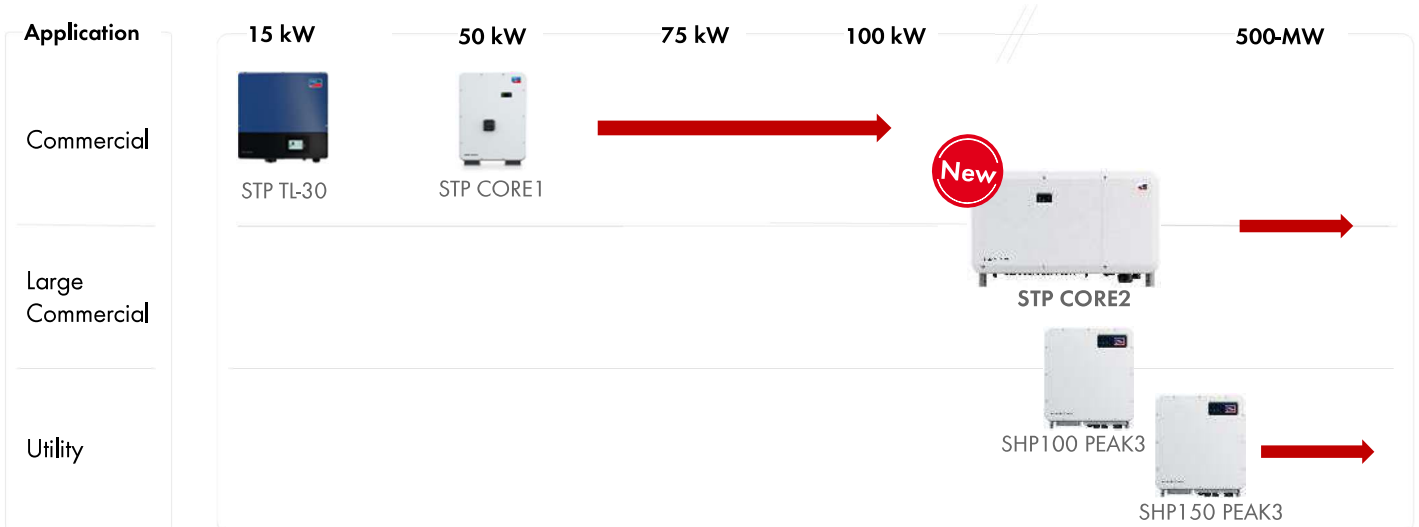 Application
15 kW
50 kW
75 kW
100 kW
500-MW
Commercial
STP TL-30
STP CORE1
New
STP CORE2
Large
Commercial
SHP100 PEAK3
Utility
SHP150 PEAK3